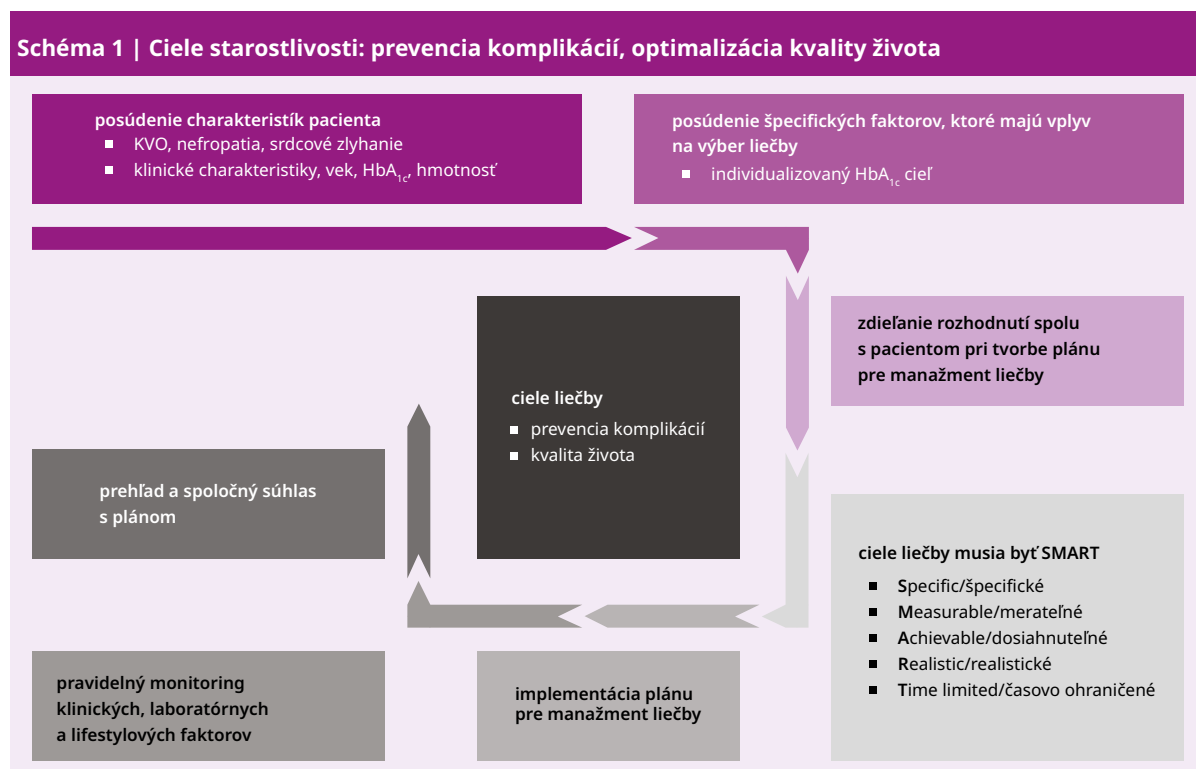 Schéma 1 | Ciele starostlivosti: prevencia komplikácií, optimalizácia kvality života
posúdenie charakteristík pacienta
■ KVO, nefropatia, srdcové zlyhanie
■ klinické charakteristiky, vek, HbA1c, hmotnosť
posúdenie špecifických faktorov, ktoré majú vplyv
na výber liečby
■ individualizovaný HbA1c cieľ
zdieľanie rozhodnutí spolu
s pacientom pri tvorbe plánu
pre manažment liečby
ciele liečby
■ prevencia komplikácií
■ kvalita života
prehľad a spoločný súhlas
s plánom
ciele liečby musia byť SMART
■ Specific/špecifické
■ Measurable/merateľné
■ Achievable/dosiahnuteľné
■ Realistic/realistické
■ Time limited/časovo ohraničené
pravidelný monitoring
klinických, laboratórnych
a lifestylových faktorov
implementácia plánu
pre manažment liečby